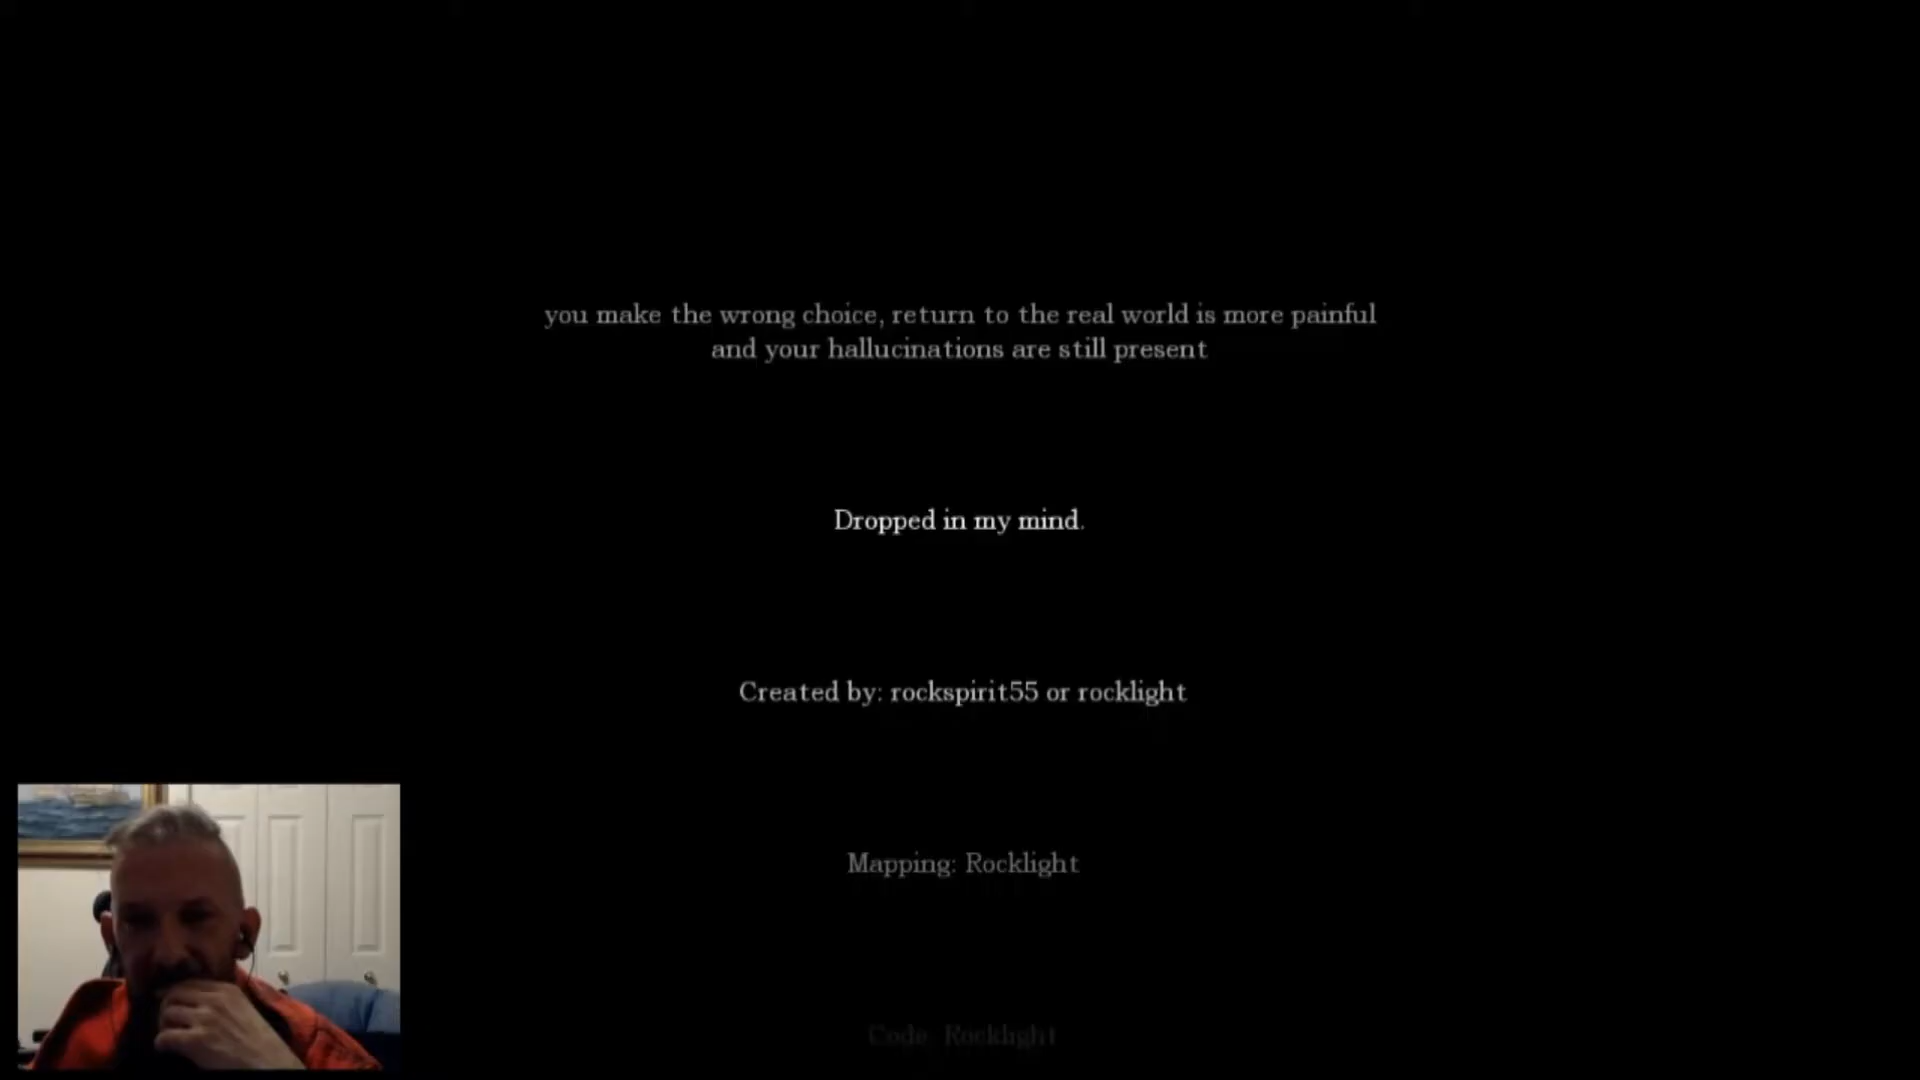 you make the wrong choice, return to the real world is more painful
and your hallucinations are still present
Dropped in my mind.
Created by: rockspirit55 or rocklight
Mapping: Rocklight
Code: Rocklight